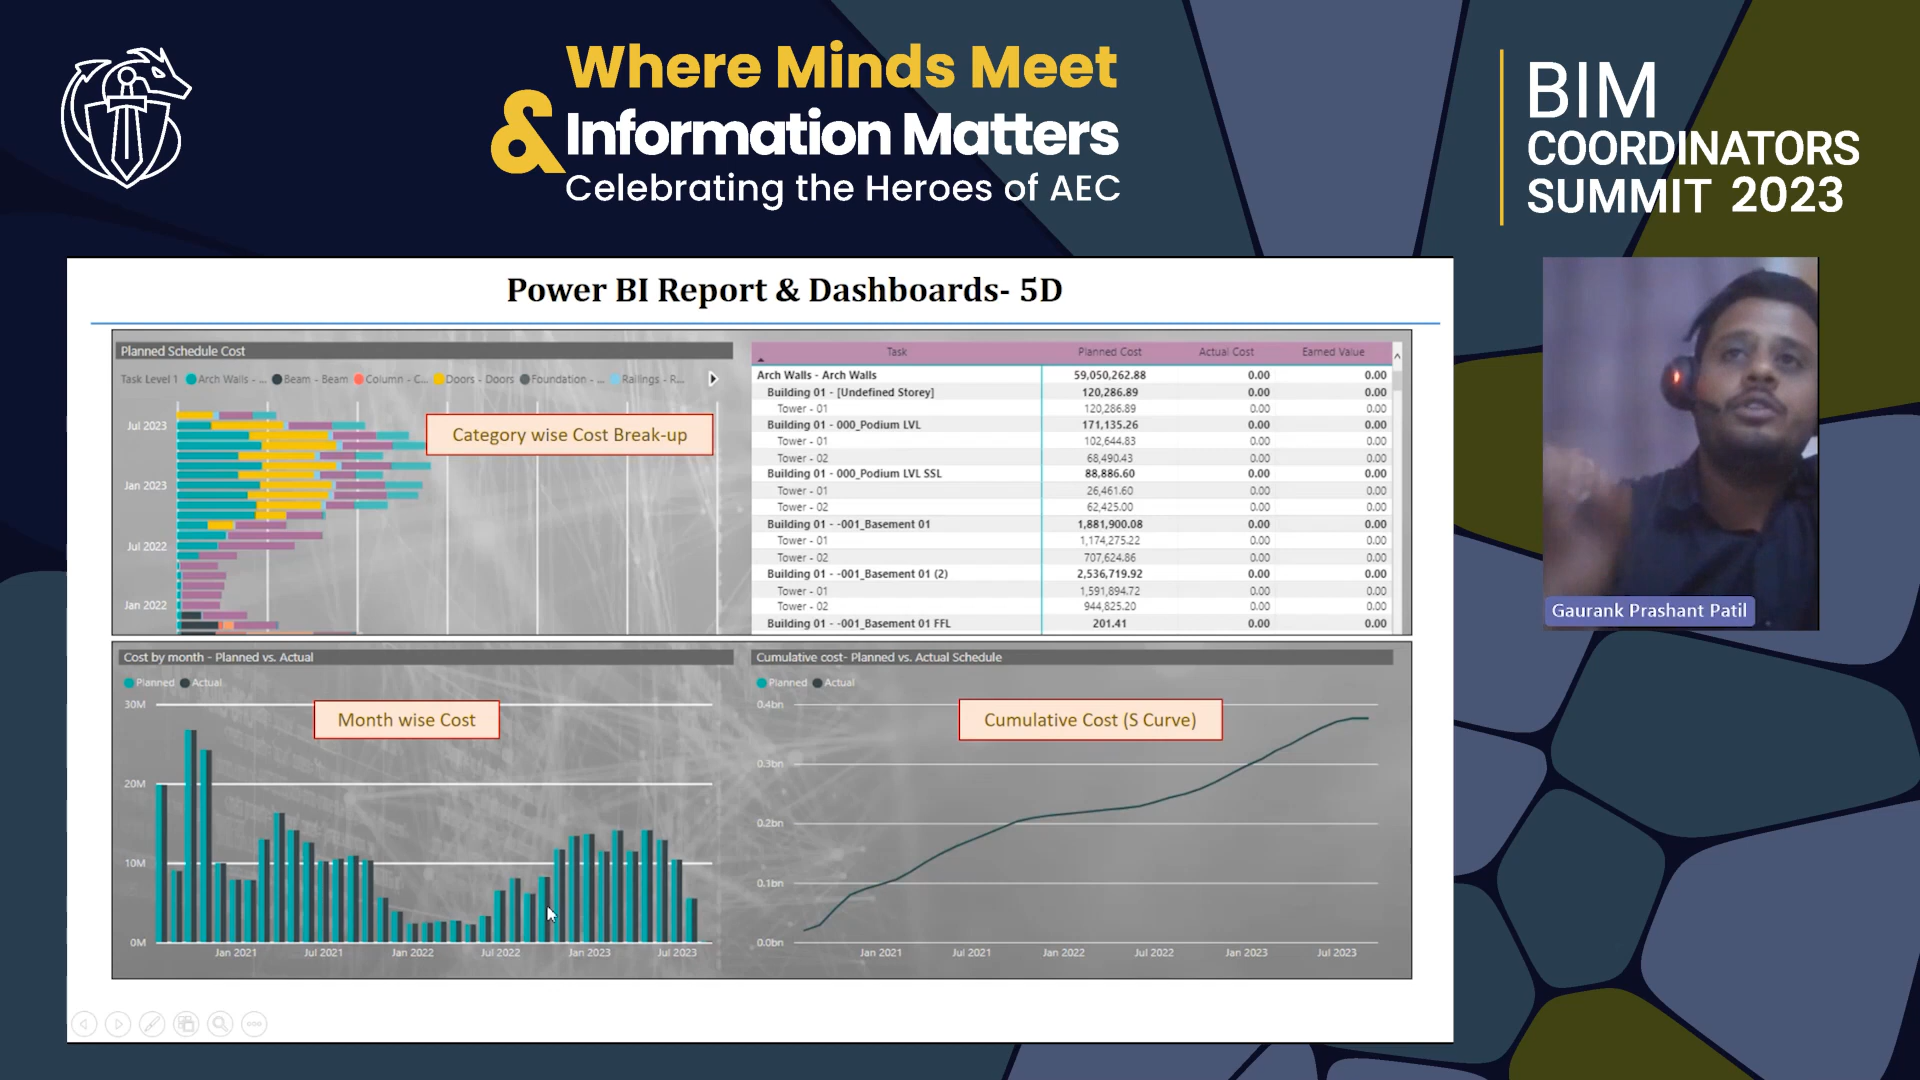 Where Minds Meet
& Information Matters
Celebrating the Heroes of AEC
BIM
COORDINATORS
SUMMIT 2023
Power BI Report & Dashboards- 5D
Planned Schedule Cost
Task Level 1 Arch Walls - ... Beam - Beam Column - C... Doors - Doors Foundation - ... Railings - R...
Category wise Cost Break-up
Jul 2023
Jan 2023
Jul 2022
Jan 2022
Task Planned Cost Actual Cost Earned Value
Arch Walls - Arch Walls 59,050,262.88 0.00 0.00
Building 01 - [Undefined Storey] 120,286.89 0.00 0.00
Tower - 01 120,286.89 0.00 0.00
Building 01 - 000_Podium LVL 171,135.26 0.00 0.00
Tower - 01 102,644.83 0.00 0.00
Tower - 02 68,490.43 0.00 0.00
Building 01 - 000_Podium LVL SSL 88,886.60 0.00 0.00
Tower - 01 26,461.60 0.00 0.00
Tower - 02 62,425.00 0.00 0.00
Building 01 - -001_Basement 01 1,881,900.08 0.00 0.00
Tower - 01 1,174,275.22 0.00 0.00
Tower - 02 707,624.86 0.00 0.00
Building 01 - -001_Basement 01 (2) 2,536,719.92 0.00 0.00
Tower - 01 1,591,894.72 0.00 0.00
Tower - 02 944,825.20 0.00 0.00
Building 01 - -001_Basement 01 FFL 201.41 0.00 0.00
Gaurank Prashant Patil
Cost by month - Planned vs. Actual
Planned Actual
Month wise Cost
30M
20M
10M
0M
Jan 2021 Jul 2021 Jan 2022 Jul 2022 Jan 2023 Jul 2023
Cumulative cost- Planned vs. Actual Schedule
Planned Actual
Cumulative Cost (S Curve)
0.4bn
0.3bn
0.2bn
0.1bn
0.0bn
Jan 2021 Jul 2021 Jan 2022 Jul 2022 Jan 2023 Jul 2023